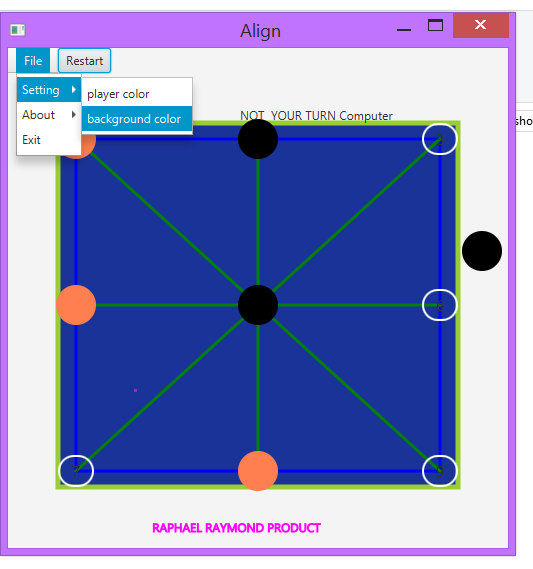 Align
File Restart
Setting player color
About background color
Exit
NOT YOUR TURN Computer
sho
RAPHAEL RAYMOND PRODUCT